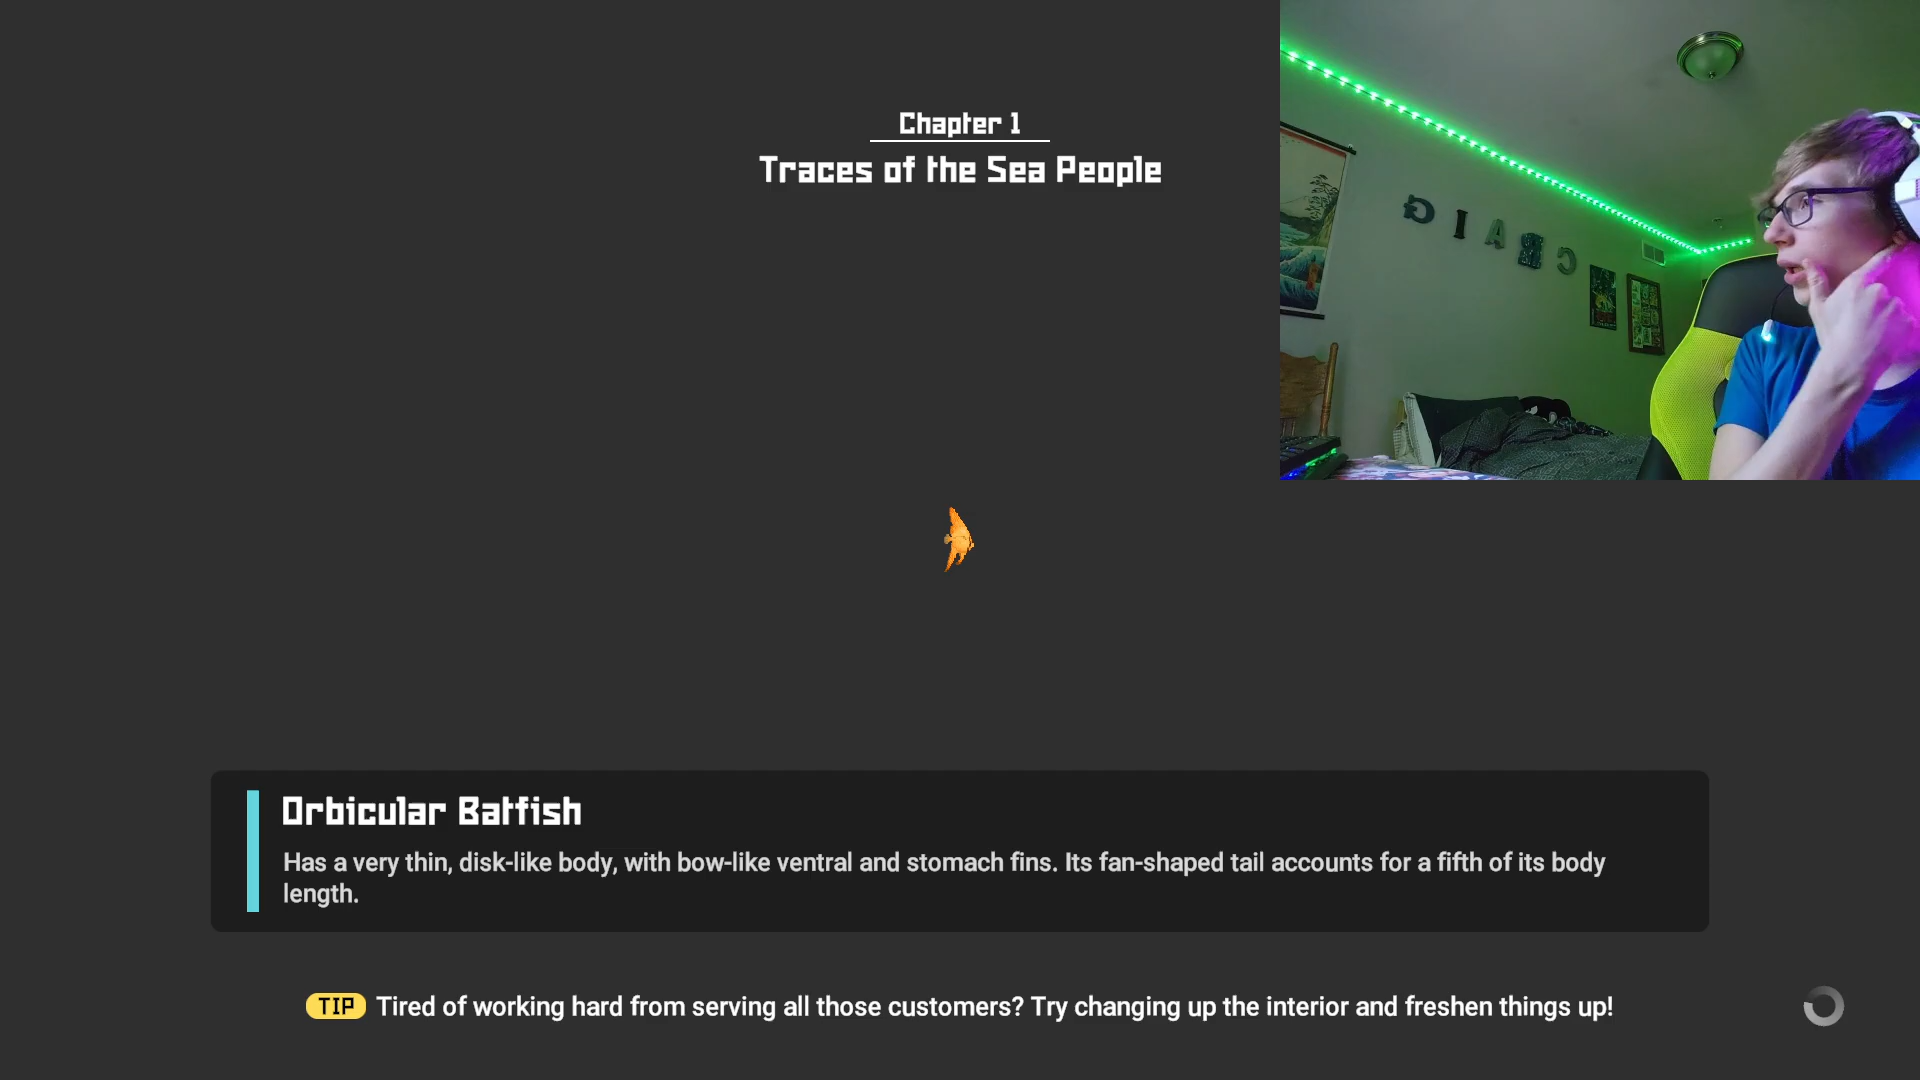 Chapter 1
Traces of the Sea People
CRAIG
Orbicular Batfish
Has a very thin, disk-like body, with bow-like ventral and stomach fins. Its fan-shaped tail accounts for a fifth of its body
length.
TIP Tired of working hard from serving all those customers? Try changing up the interior and freshen things up!